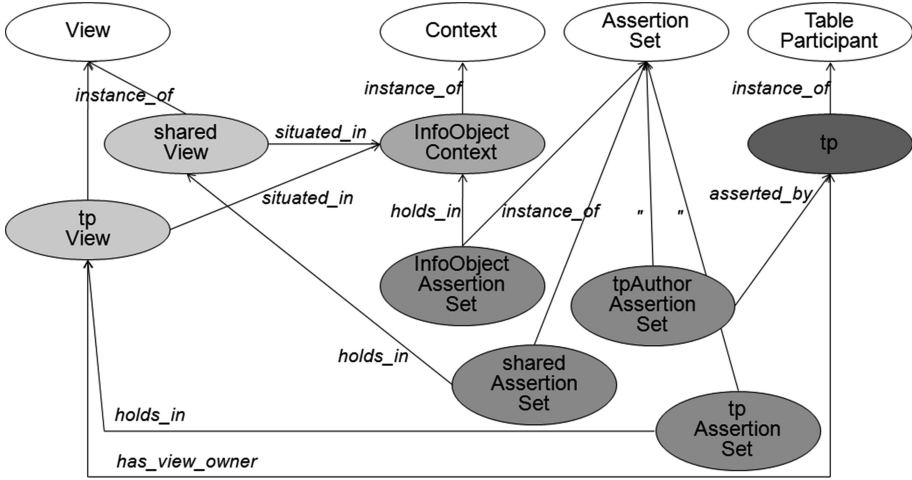 View
Context
Assertion
Set
Table
Participant
instance_of
instance_of
instance_of
shared
View
situated_in
InfoObject
Context
tp
situated_in
asserted_by
tp
View
holds_in
instance_of
"
"
InfoObject
Assertion
Set
tpAuthor
Assertion
Set
holds_in
shared
Assertion
Set
holds_in
tp
Assertion
Set
has_view_owner